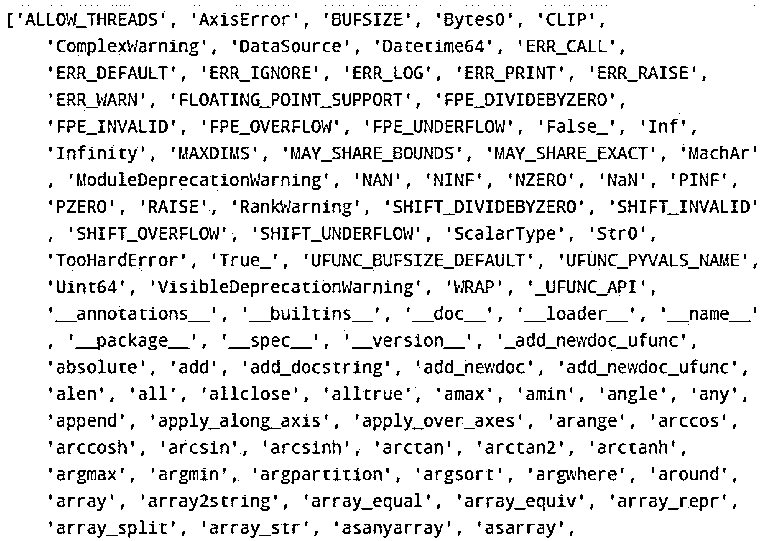 ['ALLOW_THREADS', 'AxisError', 'BUFSIZE', 'Bytes0', 'CLIP',
'ComplexWarning', 'DataSource', 'Datetime64', 'ERR_CALL',
'ERR_DEFAULT', 'ERR_IGNORE', 'ERR_LOG', 'ERR_PRINT', 'ERR_RAISE',
'ERR_WARN', 'FLOATING_POINT_SUPPORT', 'FPE_DIVIDEBYZERO',
'FPE_INVALID', 'FPE_OVERFLOW', 'FPE_UNDERFLOW', 'False_', 'Inf',
'Infinity', 'MAXDIMS', 'MAY_SHARE_BOUNDS', 'MAY_SHARE_EXACT', 'MachAr'
, 'ModuleDeprecationWarning', 'NAN', 'NINF', 'NZERO', 'NaN', 'PINF',
'PZERO', 'RAISE', 'RankWarning', 'SHIFT_DIVIDEBYZERO', 'SHIFT_INVALID'
, 'SHIFT_OVERFLOW', 'SHIFT_UNDERFLOW', 'ScalarType', 'Str0',
'TooHardError', 'True_', 'UFUNC_BUFSIZE_DEFAULT', 'UFUNC_PYVALS_NAME',
'Uint64', 'VisibleDeprecationWarning', 'WRAP', '_UFUNC_API',
'__annotations__', '__builtins__', '__doc__', '__loader__', '__name__'
, '__package__', '__spec__', '__version__', '_add_newdoc_ufunc',
'absolute', 'add', 'add_docstring', 'add_newdoc', 'add_newdoc_ufunc',
'alen', 'all', 'allclose', 'alltrue', 'amax', 'amin', 'angle', 'any',
'append', 'apply_along_axis', 'apply_over_axes', 'arange', 'arccos',
'arccosh', 'arcsin', 'arcsinh', 'arctan', 'arctan2', 'arctanh',
'argmax', 'argmin', 'argpartition', 'argsort', 'argwhere', 'around',
'array', 'array2string', 'array_equal', 'array_equiv', 'array_repr',
'array_split', 'array_str', 'asanyarray', 'asarray',